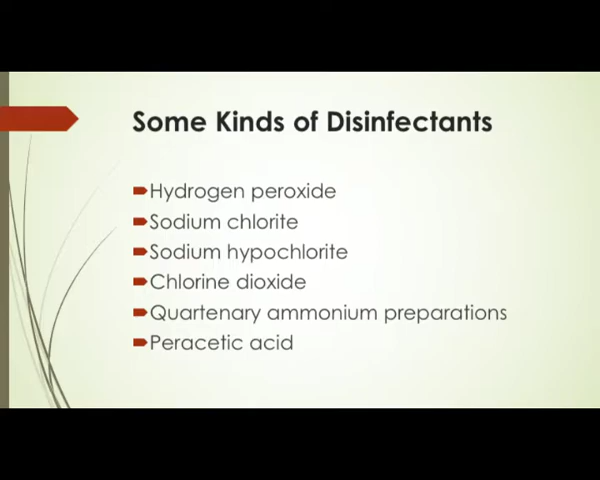 Some Kinds of Disinfectants
Hydrogen peroxide
Sodium chlorite
Sodium hypochlorite
Chlorine dioxide
Quartenary ammonium preparations
Peracetic acid